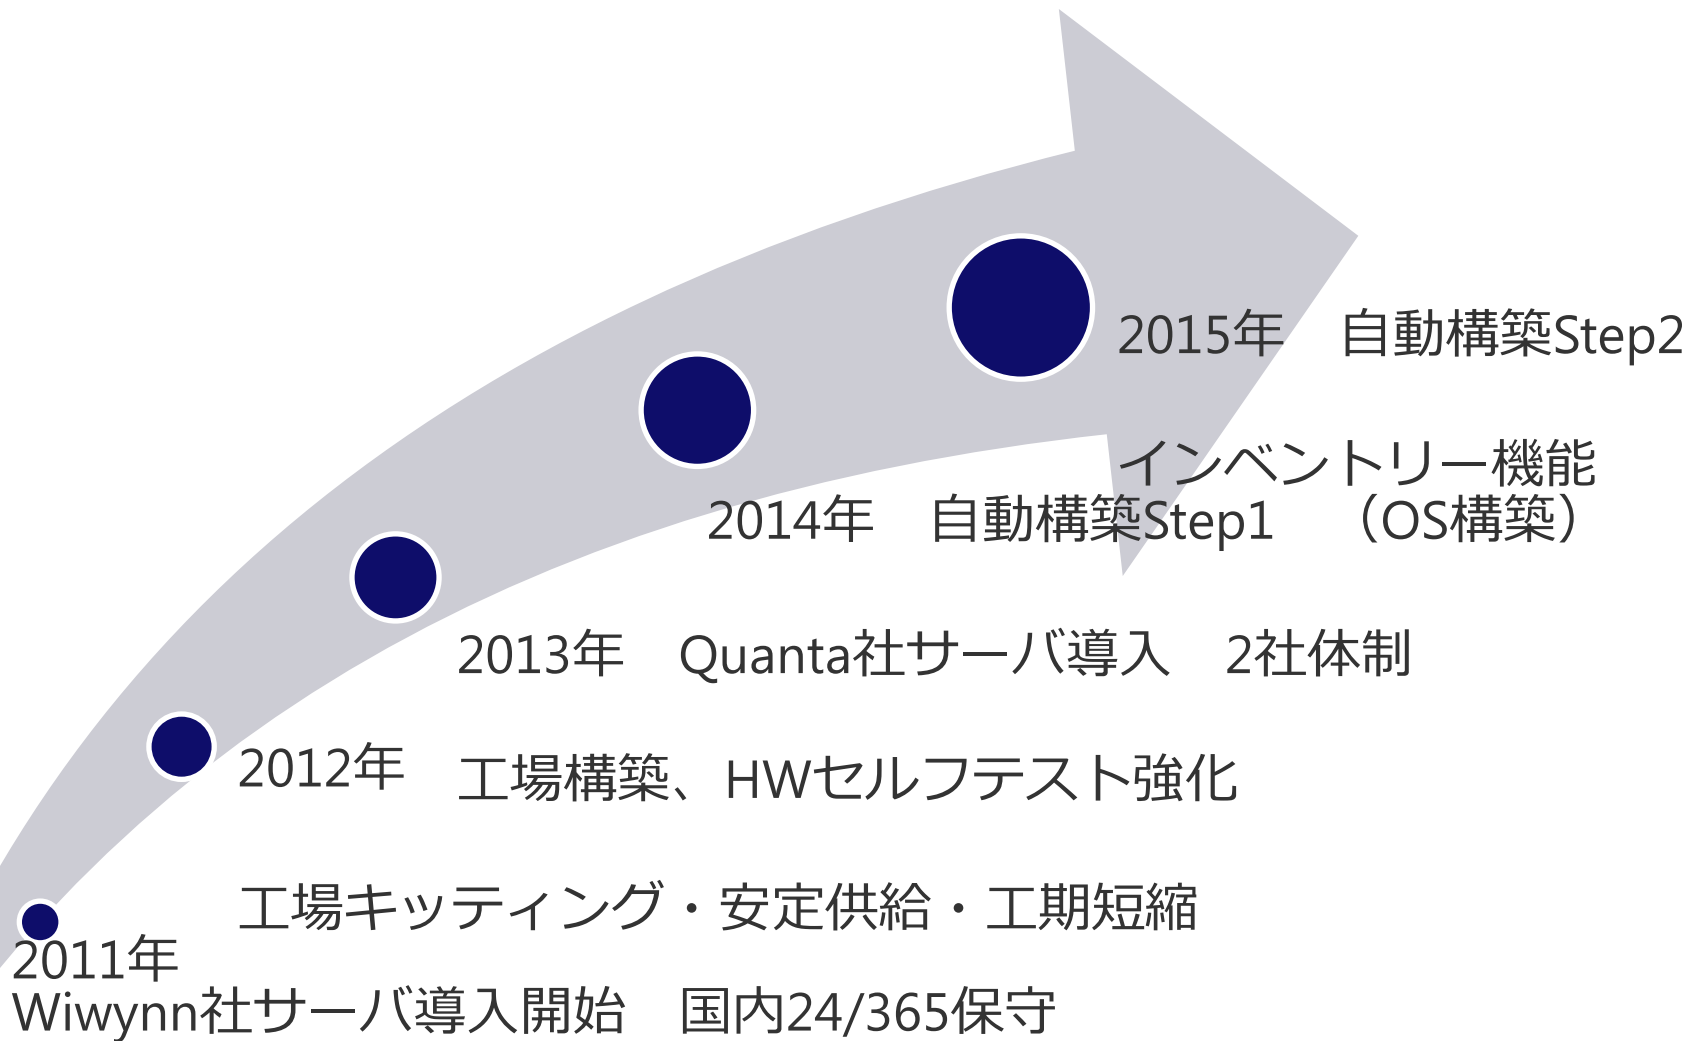 2015年　自動構築Step2
インベントリー機能
2014年　自動構築Step1　（OS構築）
2013年　Quanta社サーバ導入　2社体制
工場構築、HWセルフテスト強化
2012年
工場キッティング・安定供給・工期短縮
2011年
Wiwynn社サーバ導入開始　国内24/365保守